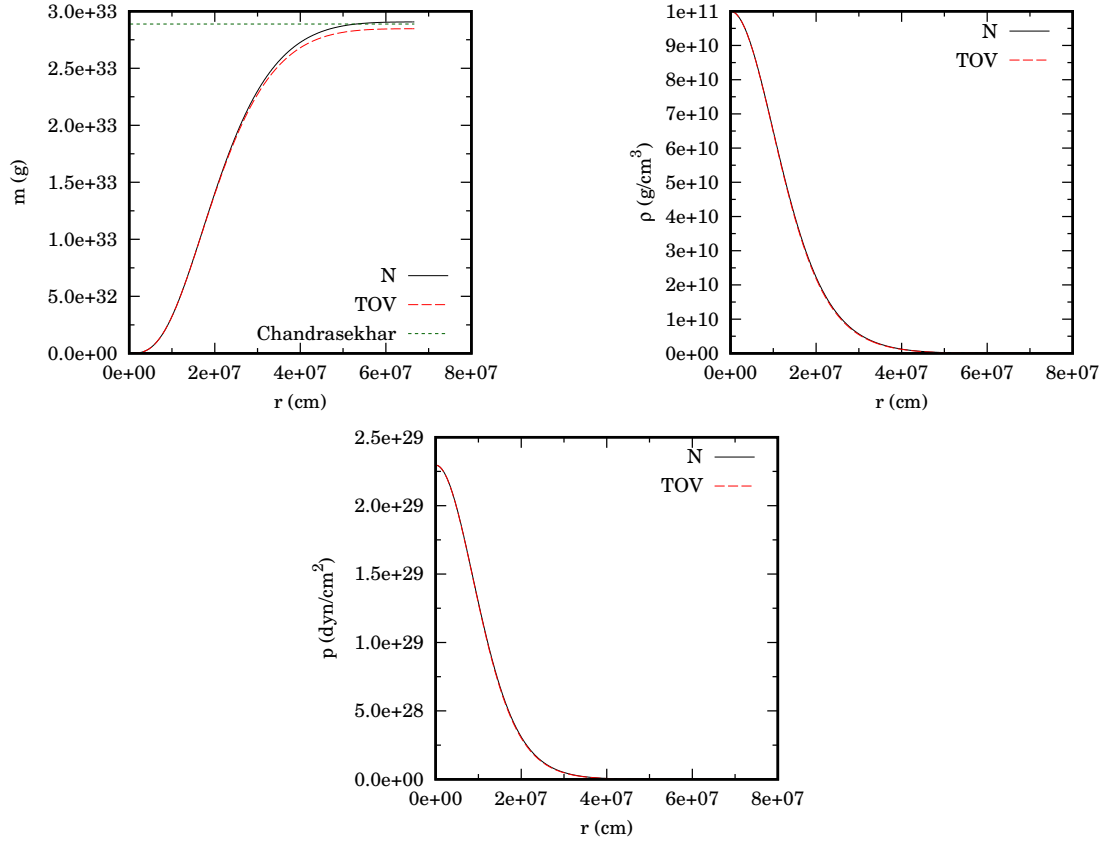 3.0e+33
2.5e+33
2.0e+33
1.5e+33
1.0e+33
5.0e+32
0.0e+00
m (g)
N
TOV
Chandrasekhar
0e+00 2e+07 4e+07 6e+07 8e+07
r (cm)
1e+11
9e+10
8e+10
7e+10
6e+10
5e+10
4e+10
3e+10
2e+10
1e+10
0e+00
ρ (g/cm³)
N
TOV
0e+00 2e+07 4e+07 6e+07 8e+07
r (cm)
2.5e+29
2.0e+29
1.5e+29
1.0e+29
5.0e+28
0.0e+00
p (dyn/cm²)
N
TOV
0e+00 2e+07 4e+07 6e+07 8e+07
r (cm)